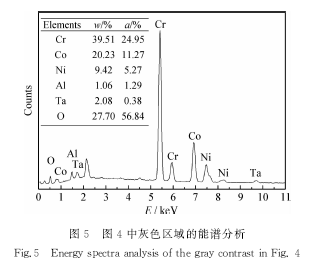 Elements w/% a/%
Cr 39.51 24.95
Co 20.23 11.27
Ni 9.42 5.27
Al 1.06 1.29
Ta 2.08 0.38
O 27.70 56.84
Cr
Counts
O
Co
Al
Ta
Cr
Co
Ni
Ni
Ta
0 1 2 3 4 5 6 7 8 9 10 11
E / keV
图 5 图 4 中灰色区域的能谱分析
Fig. 5 Energy spectra analysis of the gray contrast in Fig. 4